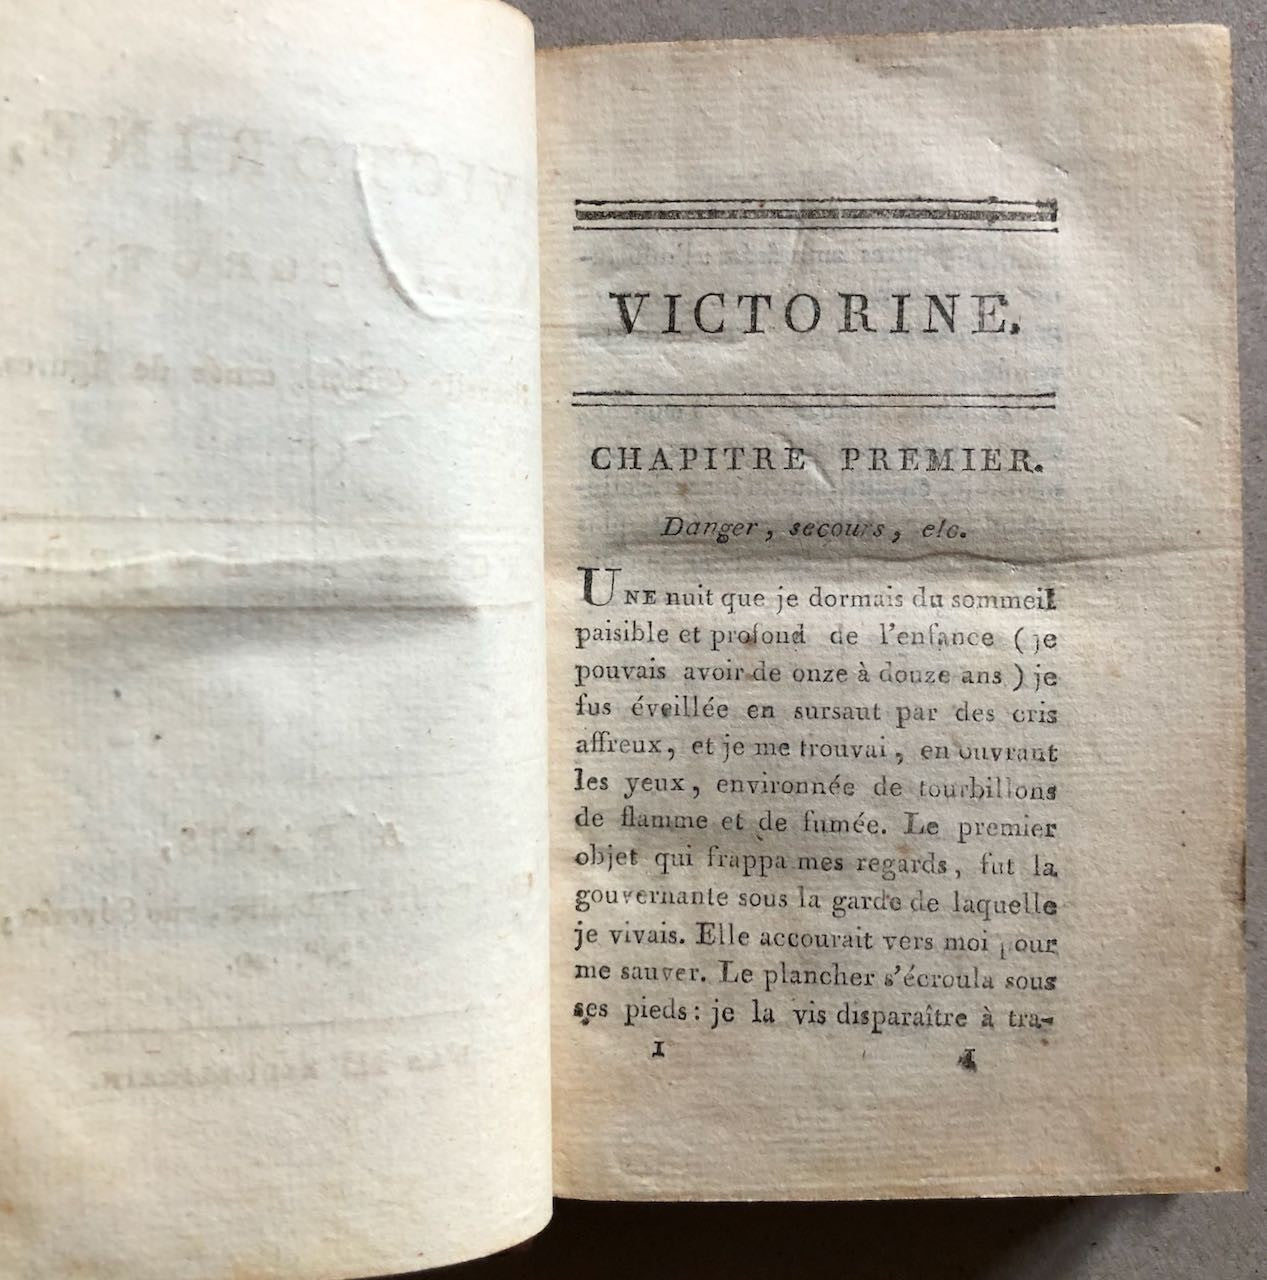 VICTORINE.
CHAPITRE PREMIER.
Danger, secours, etc.
UNE nuit que je dormais du sommeil
paisible et profond de l'enfance (je
pouvais avoir de onze à douze ans) je
fus éveillée en sursaut par des cris
affreux, et je me trouvai, en ouvrant
les yeux, environnée de tourbillons
de flamme et de fumée. Le premier
objet qui frappa mes regards, fut la
gouvernante sous la garde de laquelle
je vivais. Elle accourait vers moi pour
me sauver. Le plancher s'écroula sous
ses pieds: je la vis disparaître à tra-
1 1